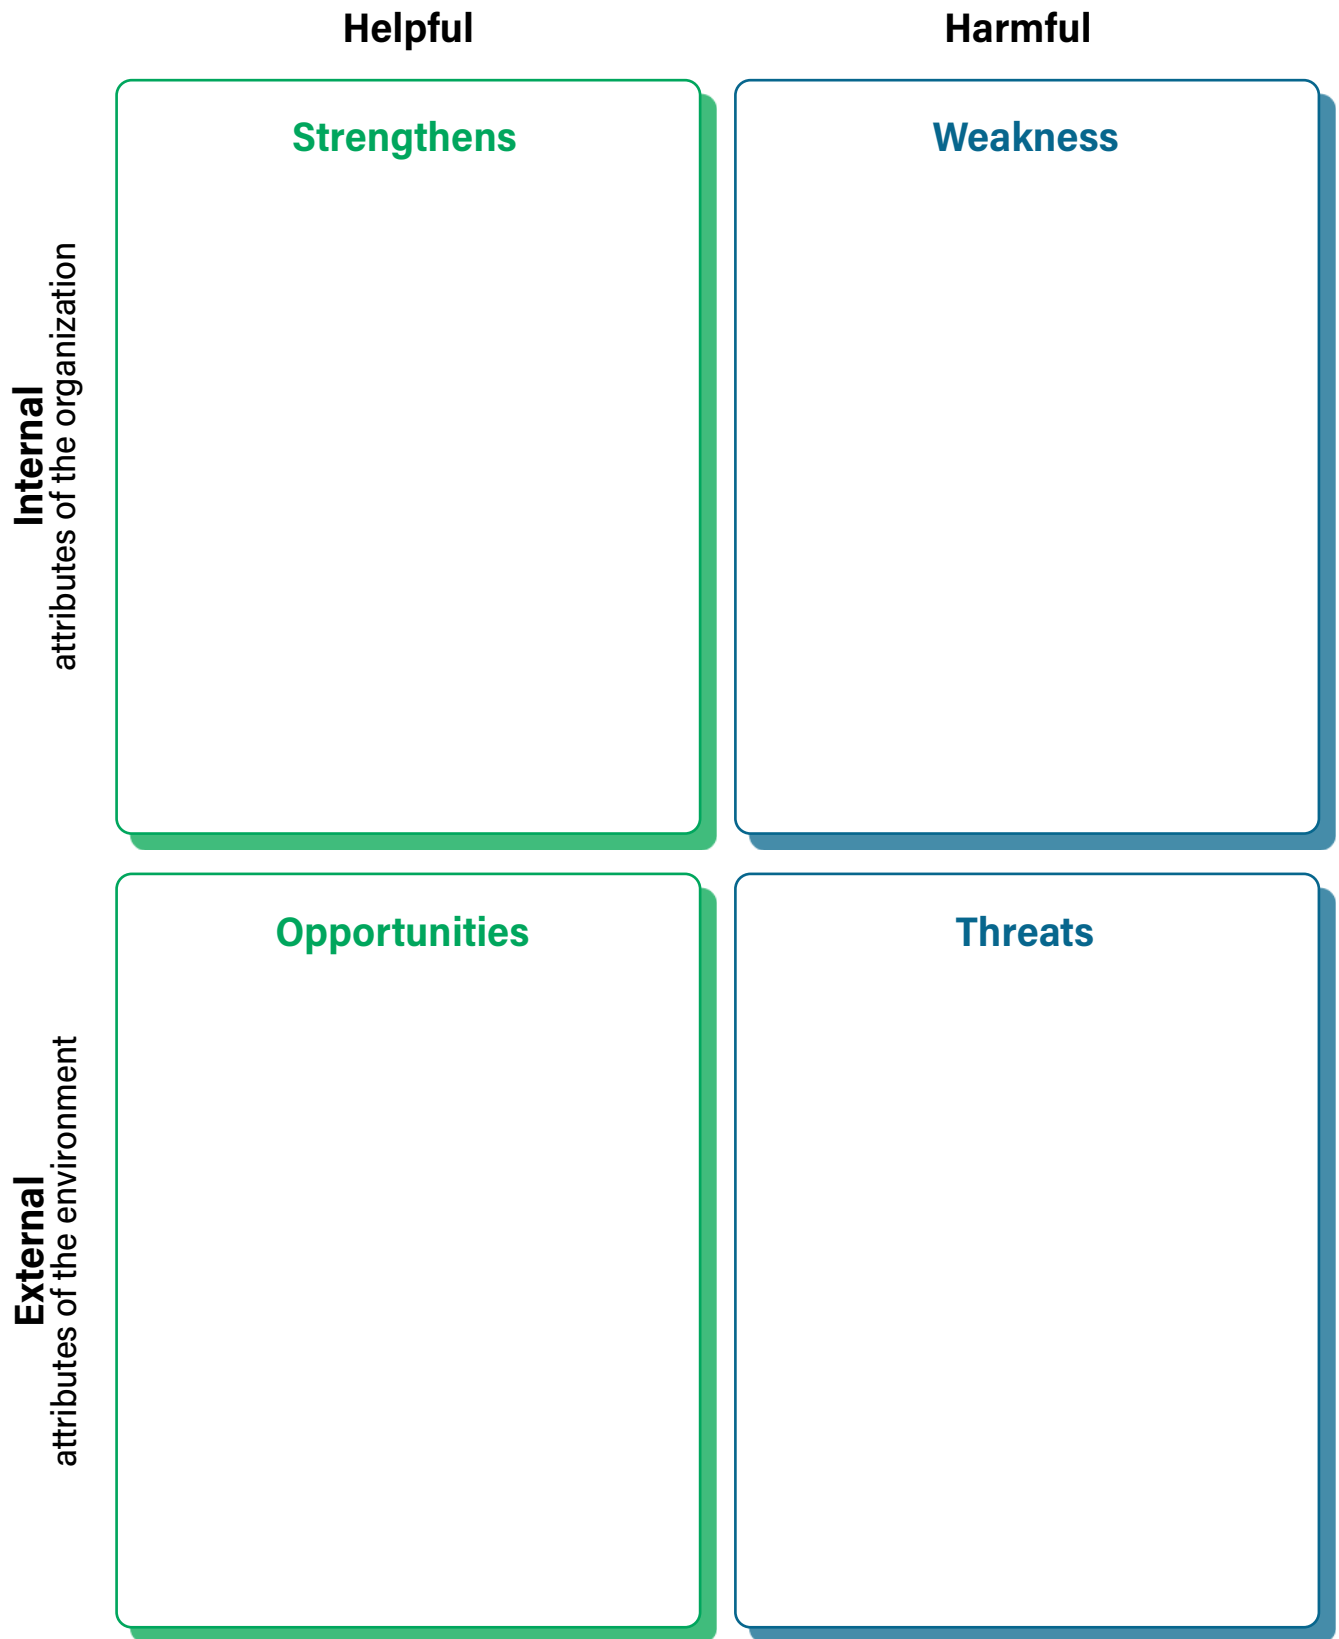 Helpful
Harmful
Internal
attributes of the organization
Strengthens
Weakness
External
attributes of the environment
Opportunities
Threats